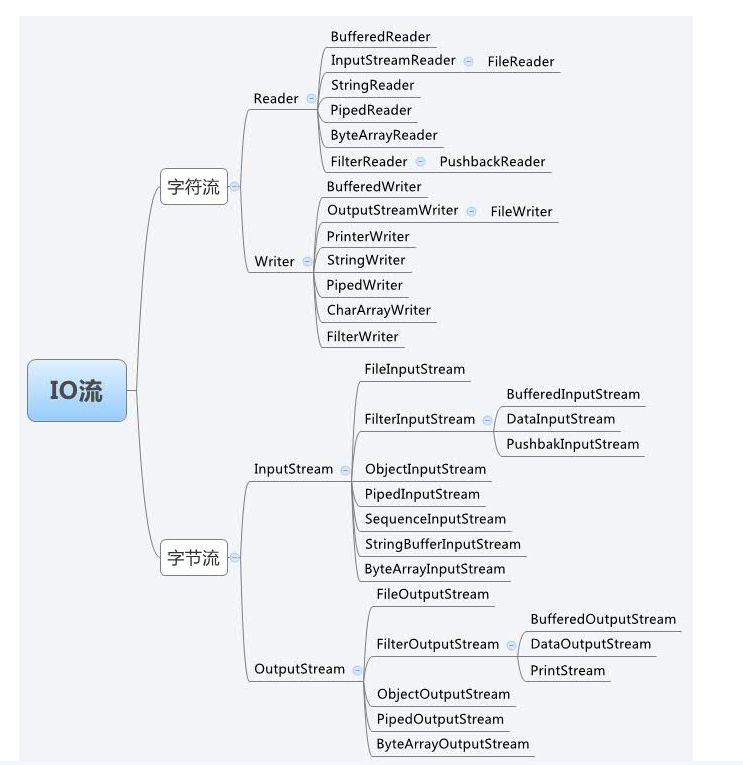 BufferedReader
InputStreamReader FileReader
StringReader
Reader
PipedReader
ByteArrayReader
FilterReader PushbackReader
字符流
BufferedWriter
OutputStreamWriter FileWriter
PrinterWriter
Writer StringWriter
PipedWriter
CharArrayWriter
FilterWriter
IO流
FileInputStream
BufferedInputStream
FilterInputStream DataInputStream
PushbakInputStream
InputStream ObjectInputStream
PipedInputStream
SequenceInputStream
StringBufferInputStream
字节流
ByteArrayInputStream
FileOutputStream
BufferedOutputStream
FilterOutputStream DataOutputStream
OutputStream PrintStream
ObjectOutputStream
PipedOutputStream
ByteArrayOutputStream